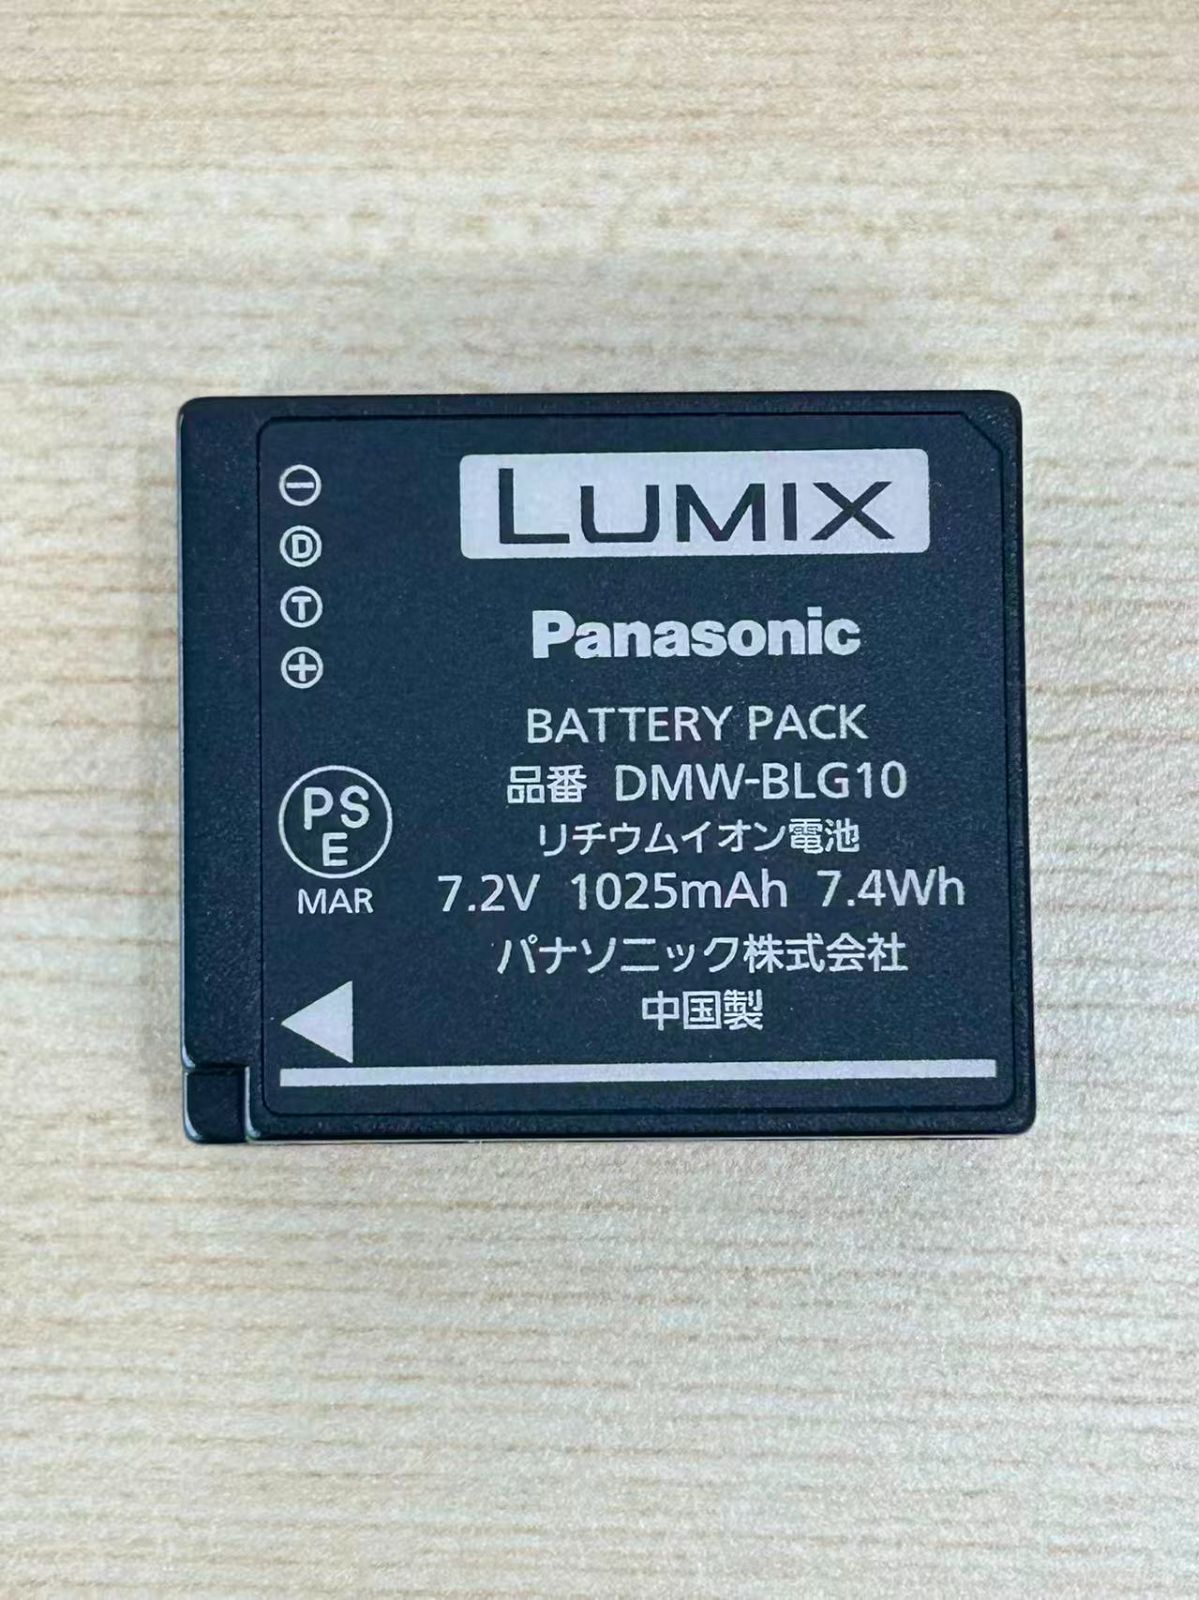 LUMIX
Panasonic
BATTERY PACK
品番 DMW-BLG10
リチウムイオン電池
7.2V 1025mAh 7.4Wh
パナソニック株式会社
中国製
D
T
PS
E
MAR